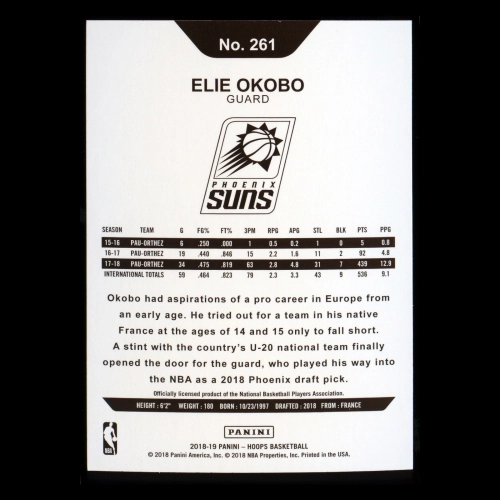 No. 261
ELIE OKOBO
GUARD
PHOENIX
SUNS
SEASON TEAM G FG% FT% 3PM RPG APG STL BLK PTS PPG
15-16 PAU-ORTHEZ 6 .250 .000 1 0.5 0.2 1 0 5 0.8
16-17 PAU-ORTHEZ 19 .440 .846 15 2.2 1.6 11 2 92 4.8
17-18 PAU-ORTHEZ 34 .475 .819 63 2.8 4.8 31 7 439 12.9
INTERNATIONAL TOTALS 59 .464 .823 79 2.3 3.3 43 9 536 9.1
Okobo had aspirations of a pro career in Europe from
an early age. He tried out for a team in his native
France at the ages of 14 and 15 only to fall short.
A stint with the country's U-20 national team finally
opened the door for the guard, who played his way into
the NBA as a 2018 Phoenix draft pick.
Officially licensed product of the National Basketball Players Association.
HEIGHT: 6'2" WEIGHT: 180 BORN: 10/23/1997 DRAFTED: 2018 FROM: FRANCE
PANINI
2018-19 PANINI - HOOPS BASKETBALL
© 2018 Panini America, Inc. © 2018 NBA Properties, Inc. Printed in the USA.
NBA